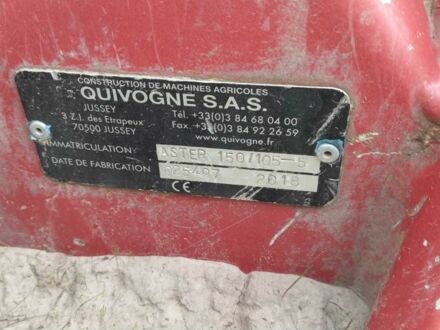 CONSTRUCTION DE MACHINES AGRICOLES
QUIVOGNE S.A.S.
JUSSEY
3 Z.I. des Etrapeux
70500 JUSSEY
Tél. +33(0)3 84 68 04 00
Fax. +33(0)3 84 92 26 59
www.quivogne.fr
IMMATRICULATION: ASTER 150/105-5
DATE DE FABRICATION 2018
CE